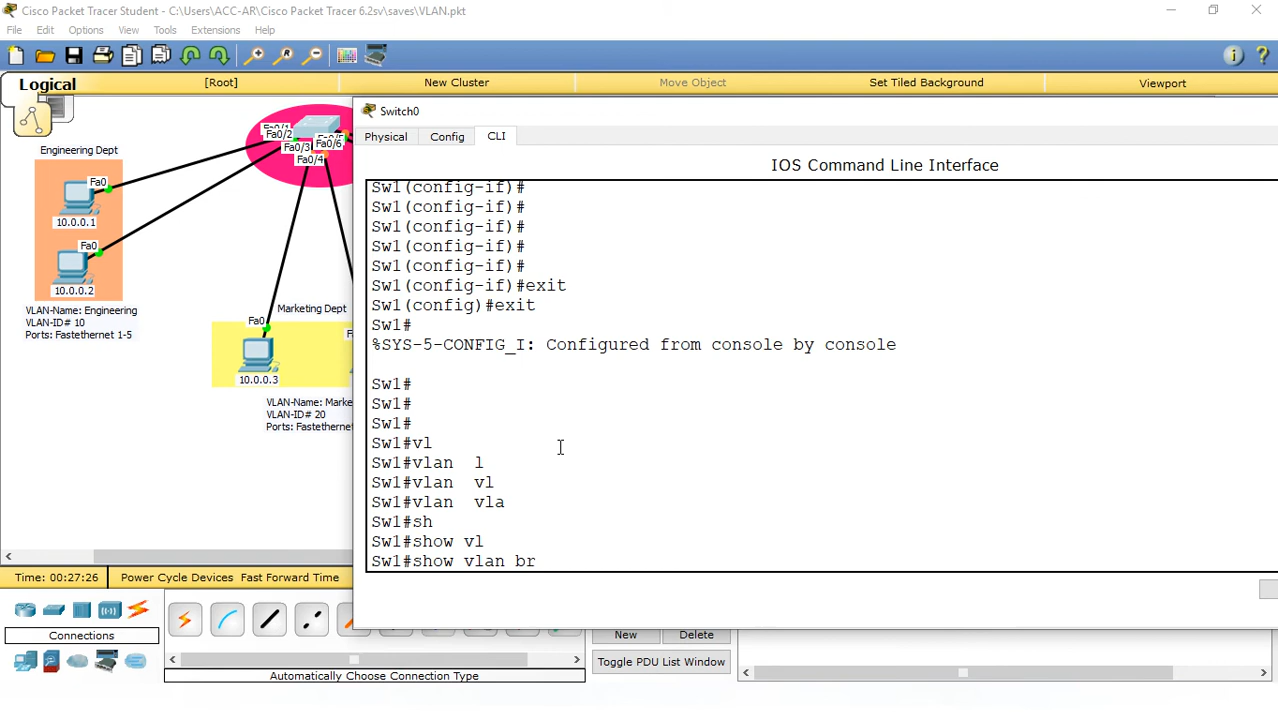 Cisco Packet Tracer Student - C:\Users\ACC-AR\Cisco Packet Tracer 6.2sv\saves\VLAN.pkt
File Edit Options View Tools Extensions Help
Logical [Root] New Cluster Move Object Set Tiled Background Viewport
Switch0
Physical Config CLI
IOS Command Line Interface
Engineering Dept
Fa0/2
Fa0/3
Fa0/6
Fa0/4
Fa0
10.0.0.1
Fa0
10.0.0.2
VLAN-Name: Engineering
VLAN-ID# 10
Ports: Fastethernet 1-5
Marketing Dept
Fa0
10.0.0.3
VLAN-Name: Marke
VLAN-ID# 20
Ports: Fastethernet
Sw1(config-if)#
Sw1(config-if)#
Sw1(config-if)#
Sw1(config-if)#
Sw1(config-if)#
Sw1(config-if)#exit
Sw1(config)#exit
Sw1#
%SYS-5-CONFIG_I: Configured from console by console
Sw1#
Sw1#
Sw1#
Sw1#vl
Sw1#vlan  l
Sw1#vlan  vl
Sw1#vlan  vla
Sw1#sh
Sw1#show vl
Sw1#show vlan br
Time: 00:27:26 Power Cycle Devices Fast Forward Time
Connections
Automatically Choose Connection Type
New Delete
Toggle PDU List Window